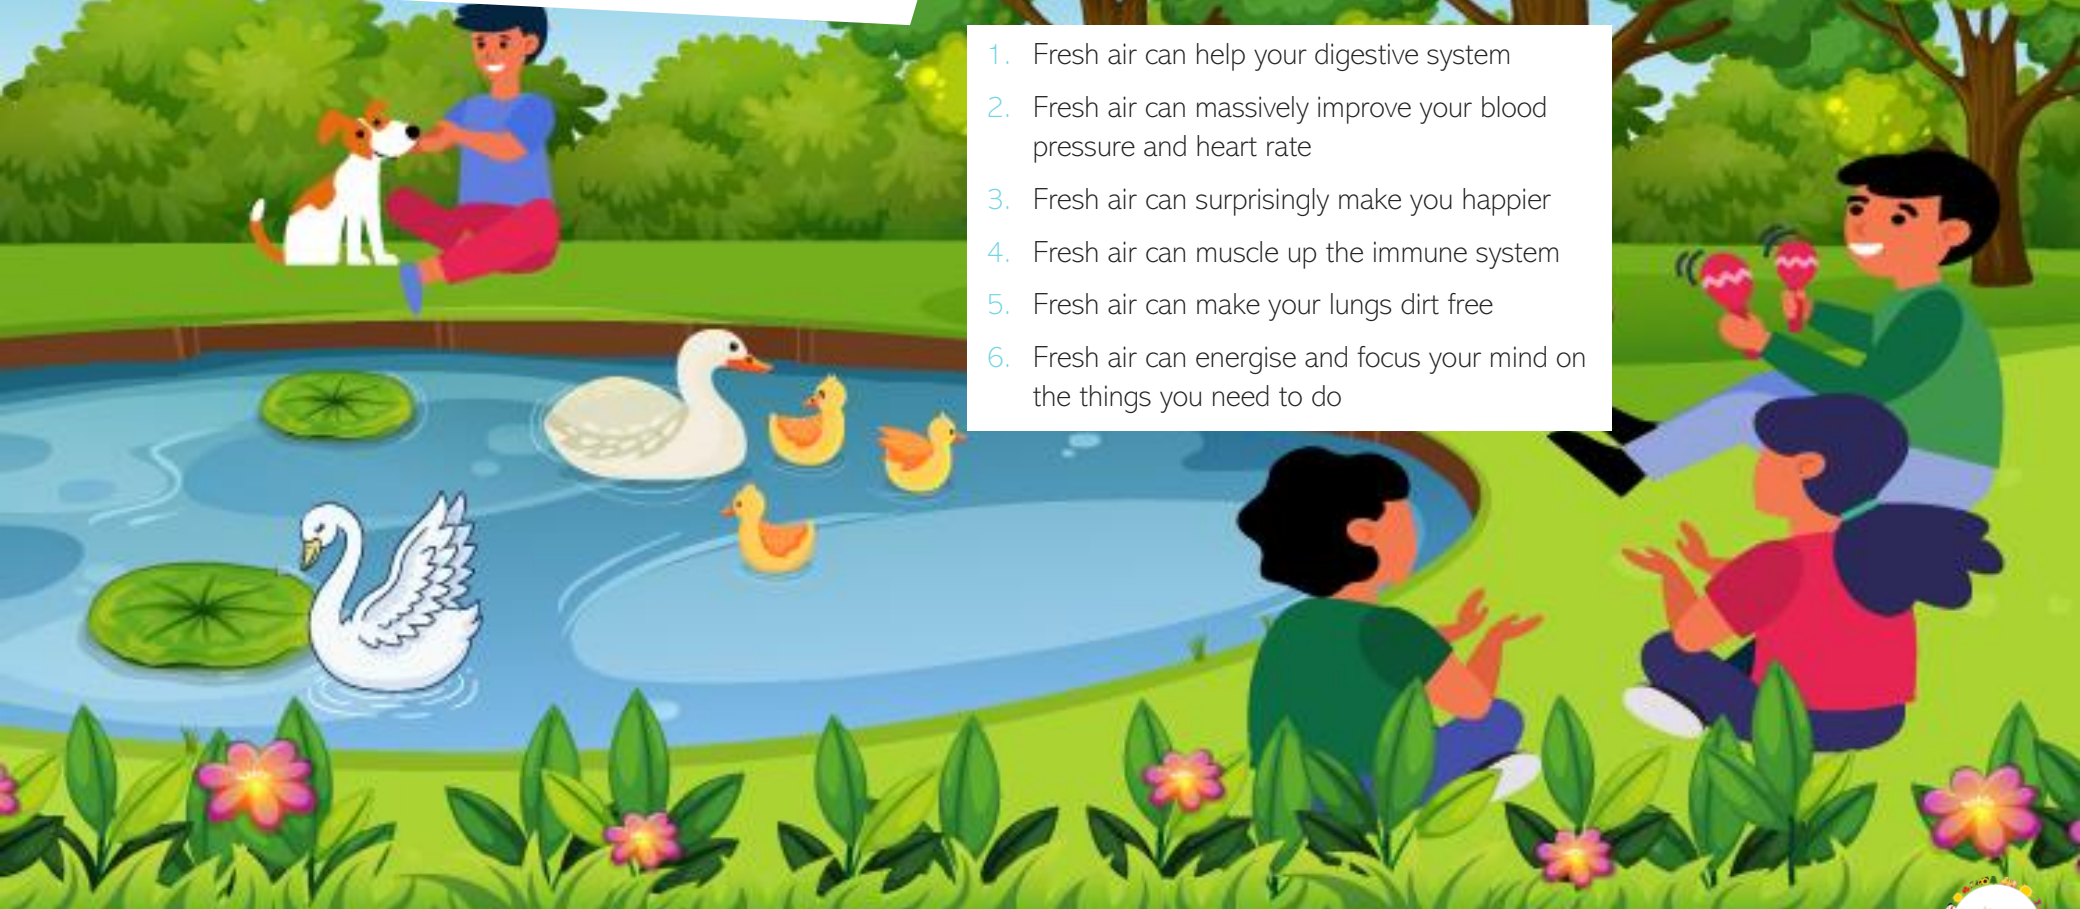 1. Fresh air can help your digestive system
2. Fresh air can massively improve your blood
pressure and heart rate
3. Fresh air can surprisingly make you happier
4. Fresh air can muscle up the immune system
5. Fresh air can make your lungs dirt free
6. Fresh air can energise and focus your mind on
the things you need to do